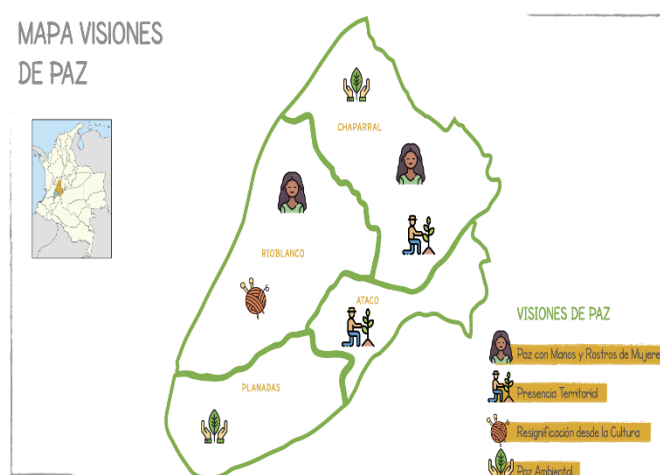 MAPA VISIONES
DE PAZ
CHAPARRAL
RIOBLANCO
ATACO
PLANADAS
VISIONES DE PAZ
Paz con Manos y Rostros de Mujere
Presencia Territorial
Resignificación desde la Cultura
Paz Ambiental